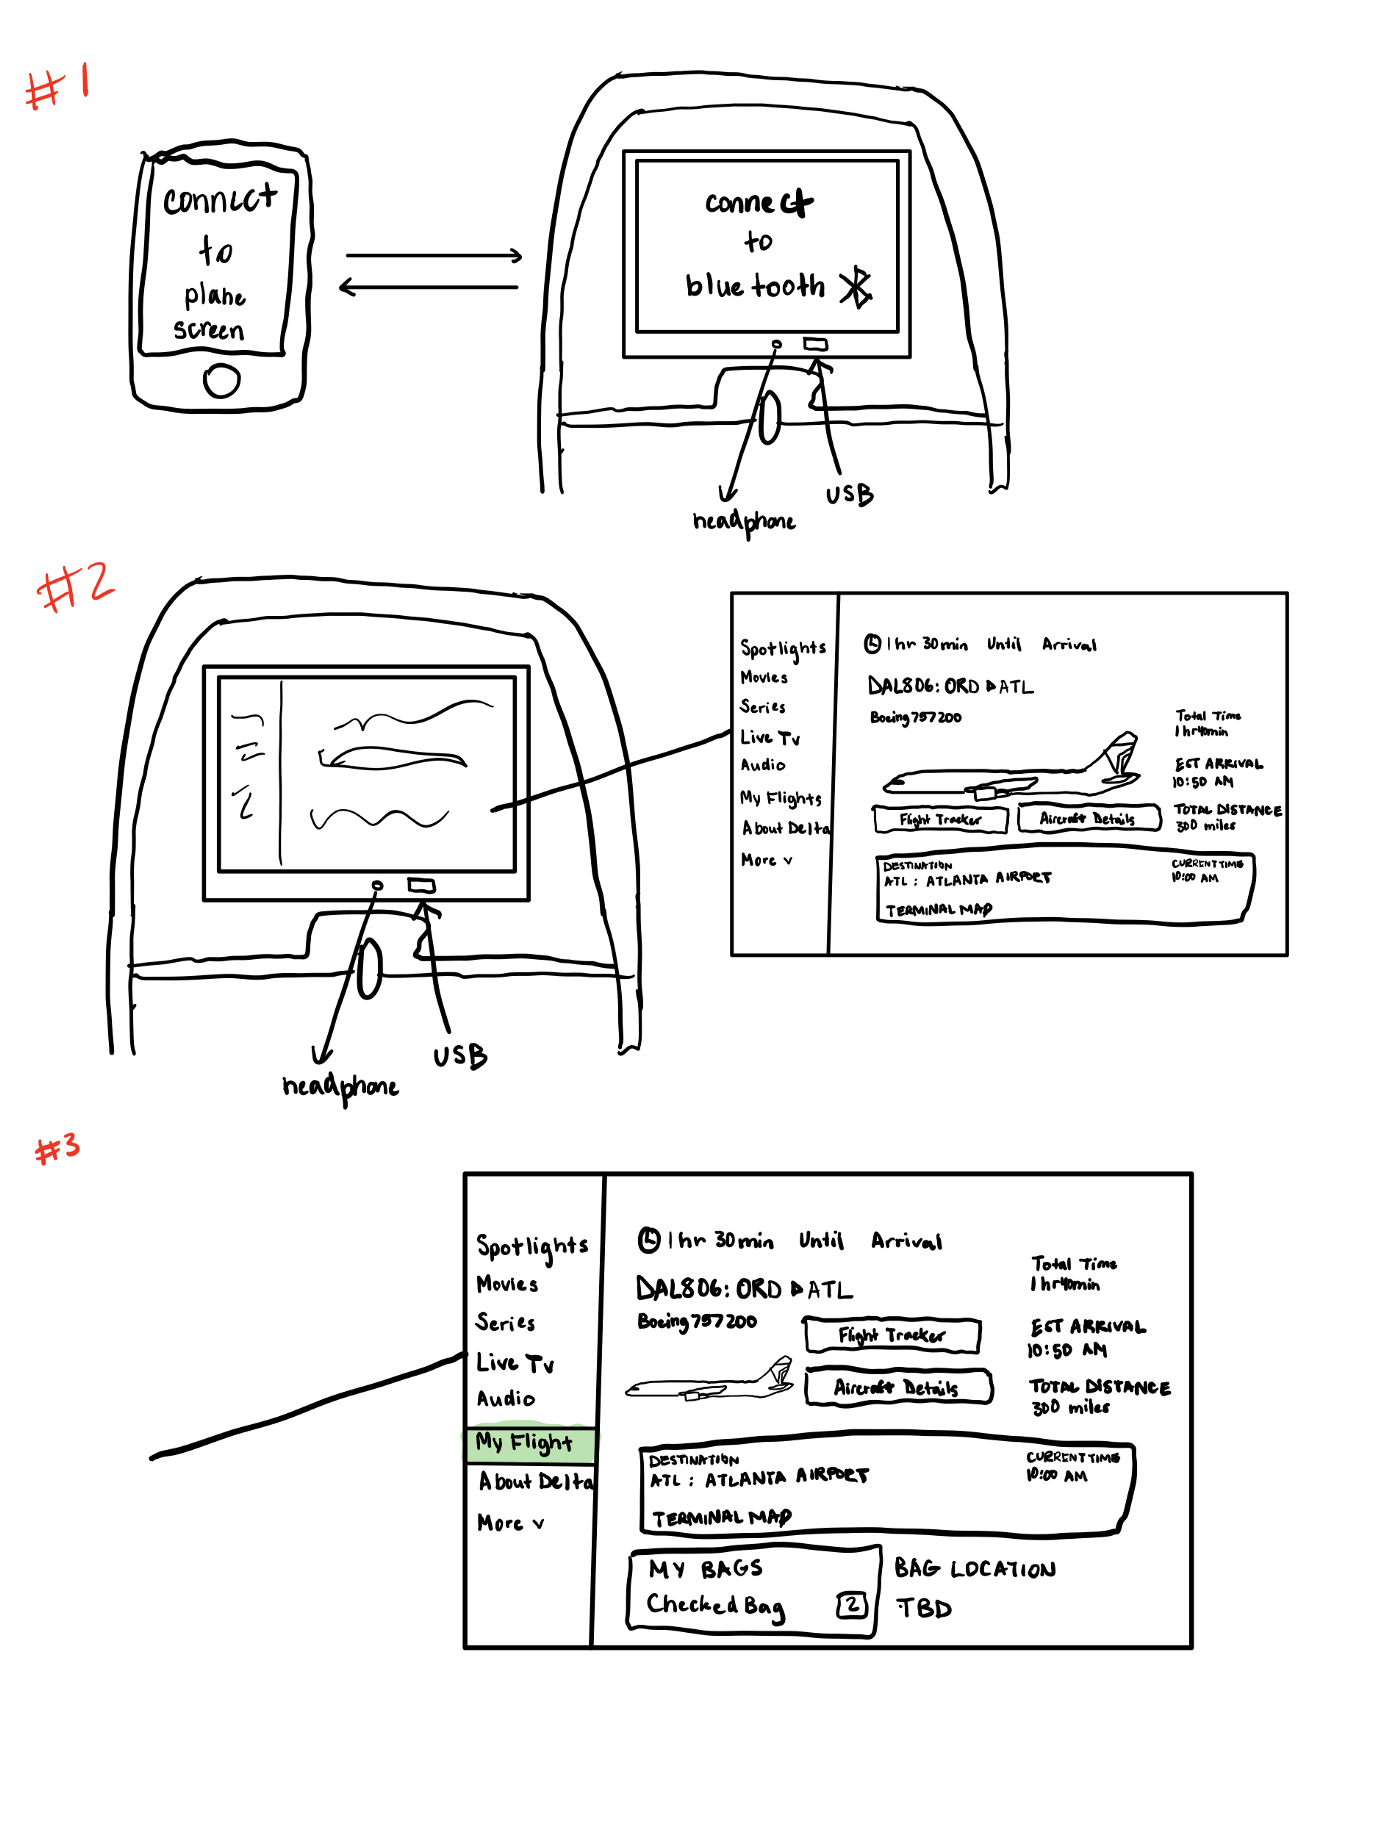 #1
connect
to
plane
screen
connect
to
bluetooth
headphone
USB
#2
headphone
USB
Spotlights
Movies
Series
Live Tv
Audio
My Flights
About Delta
More v
1 hr 30 min Until Arrival
DAL806: ORD ▷ ATL
Boeing 757 200
Total Time
1 hr 40 min
EST ARRIVAL
10:50 AM
TOTAL DISTANCE
300 miles
Flight Tracker
Aircraft Details
DESTINATION
ATL : ATLANTA AIRPORT
TERMINAL MAP
CURRENT TIME
10:00 AM
#3
Spotlights
Movies
Series
Live Tv
Audio
My Flight
About Delta
More v
1 hr 30 min Until Arrival
DAL806: ORD ▷ ATL
Boeing 757 200
Flight Tracker
Aircraft Details
Total Time
1 hr 40 min
EST ARRIVAL
10:50 AM
TOTAL DISTANCE
300 miles
DESTINATION
ATL : ATLANTA AIRPORT
TERMINAL MAP
CURRENT TIME
10:00 AM
MY BAGS
Checked Bag 2
BAG LOCATION
TBD